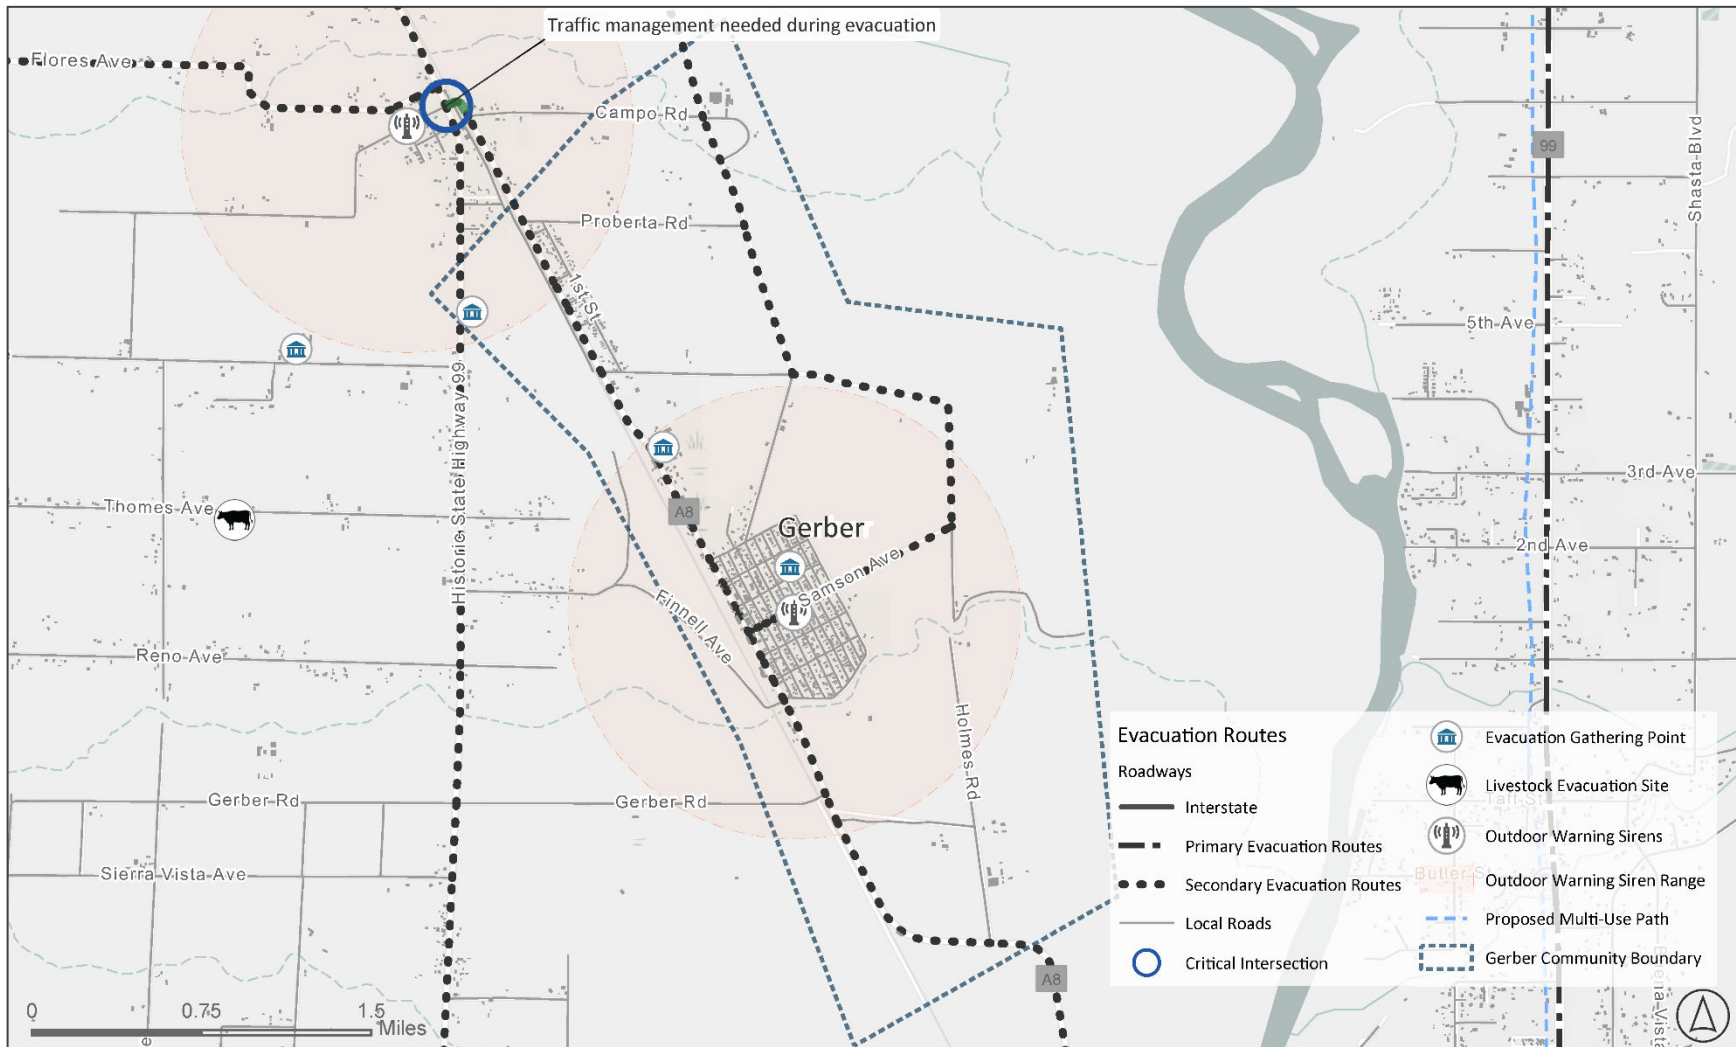 Traffic management needed during evacuation
Flores Ave
Campo Rd
99
Shasta Blvd
Proberta Rd
1st St
5th Ave
Historic State Highway 99
3rd Ave
Thomes Ave
A8
Gerber
2nd Ave
Samson Ave
Finnell Ave
Reno Ave
Holmes Rd
Gerber Rd
Gerber Rd
Sierra Vista Ave
A8
Evacuation Routes
Roadways
Interstate
Primary Evacuation Routes
Secondary Evacuation Routes
Local Roads
Critical Intersection
Evacuation Gathering Point
Livestock Evacuation Site
Taft St
Outdoor Warning Sirens
Outdoor Warning Siren Range
Proposed Multi-Use Path
Gerber Community Boundary
0 0.75 1.5
Miles